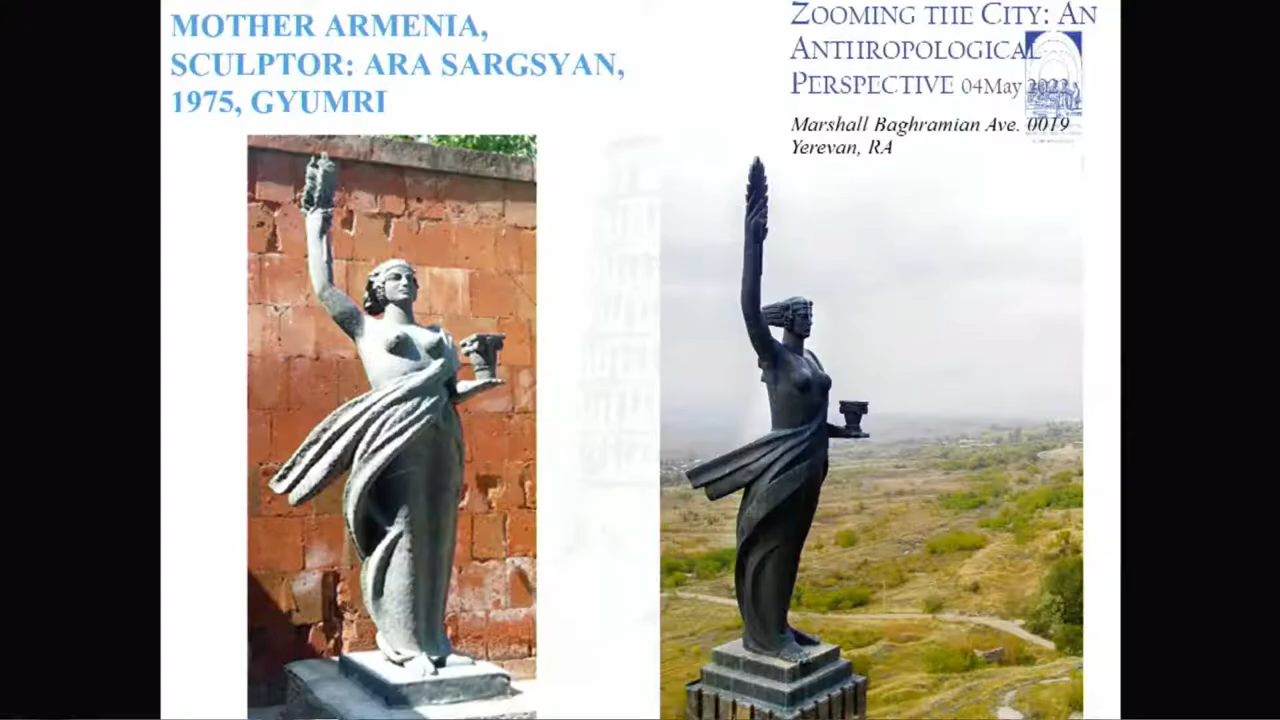 MOTHER ARMENIA,
SCULPTOR: ARA SARGSYAN,
1975, GYUMRI
ZOOMING THE CITY: AN
ANTHROPOLOGICAL
PERSPECTIVE 04May 2022
Marshall Baghramian Ave. 0019
Yerevan, RA